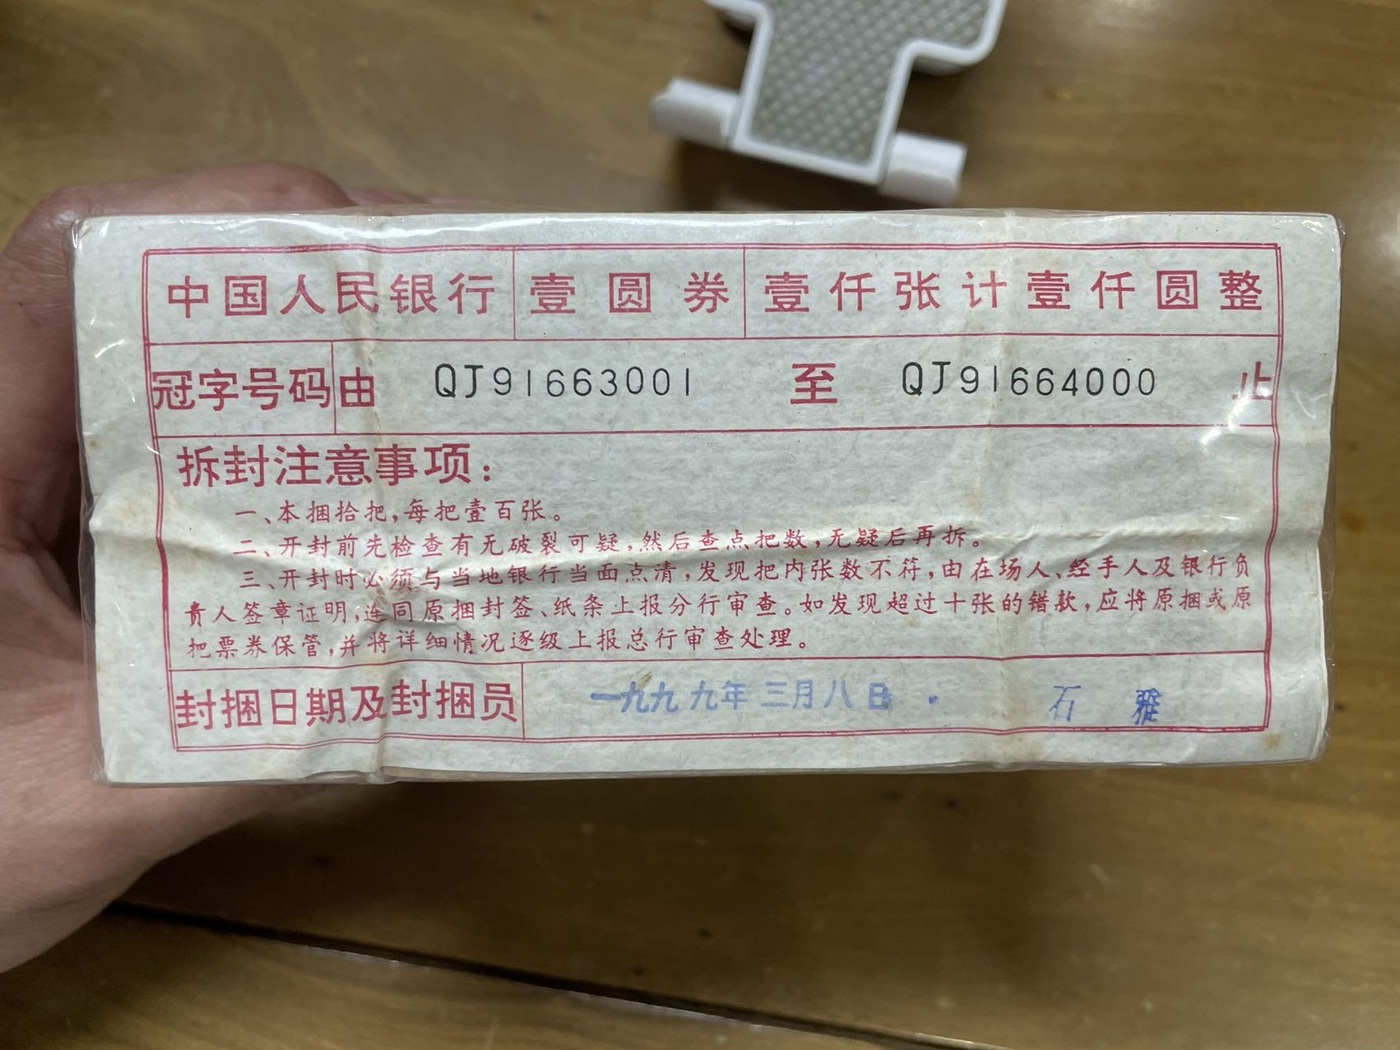 中国人民银行 壹圆券 壹仟张计壹仟圆整
冠字号码 由 QJ91663001 至 QJ91664000 止
拆封注意事项：
一、本捆拾把，每把壹百张。
二、开封前先检查有无破裂可疑，然后查点把数，无疑后再拆。
三、开封时必须与当地银行当面点清，发现把内张数不符，由在场人、经手人及银行负
责人签章证明，连同原捆封签、纸条上报分行审查。如发现超过十张的错款，应将原捆或原
把票券保管，并将详细情况逐级上报总行审查处理。
封捆日期及封捆员 一九九九年三月八日 . 石雅